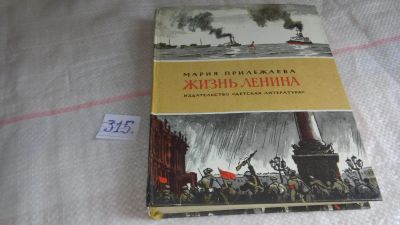 МАРИЯ ПРИЛЕЖАЕВА
ЖИЗНЬ ЛЕНИНА
ИЗДАТЕЛЬСТВО «ДЕТСКАЯ ЛИТЕРАТУРА»
315.